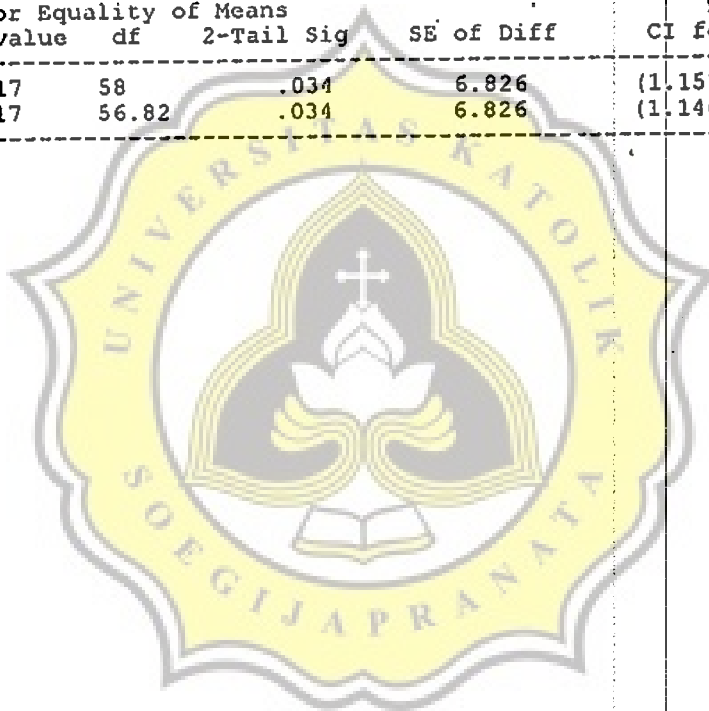 or Equality of Means
value df 2-Tail Sig SE of Diff CI f
17 58 .034 6.826 (1.15
17 56.82 .034 6.826 (1.14
UNIVERSITAS KATOLIK
SOEGIJAPRANATA